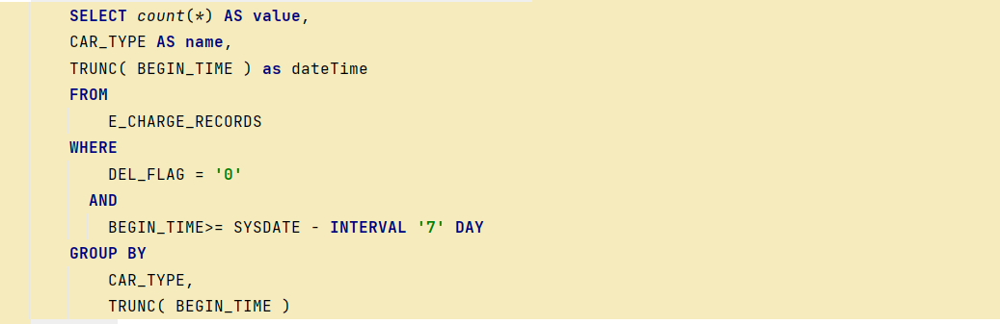 SELECT count(*) AS value,
CAR_TYPE AS name,
TRUNC( BEGIN_TIME ) as dateTime
FROM
E_CHARGE_RECORDS
WHERE
DEL_FLAG = '0'
AND
BEGIN_TIME>= SYSDATE - INTERVAL '7' DAY
GROUP BY
CAR_TYPE,
TRUNC( BEGIN_TIME )